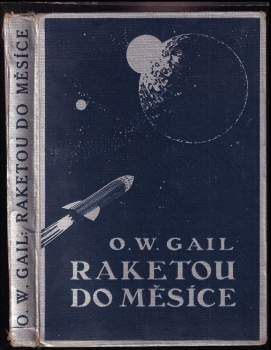 O. W. GAIL: RAKETOU DO MĚSÍCE
O. W. GAIL
RAKETOU
DO MĚSÍCE